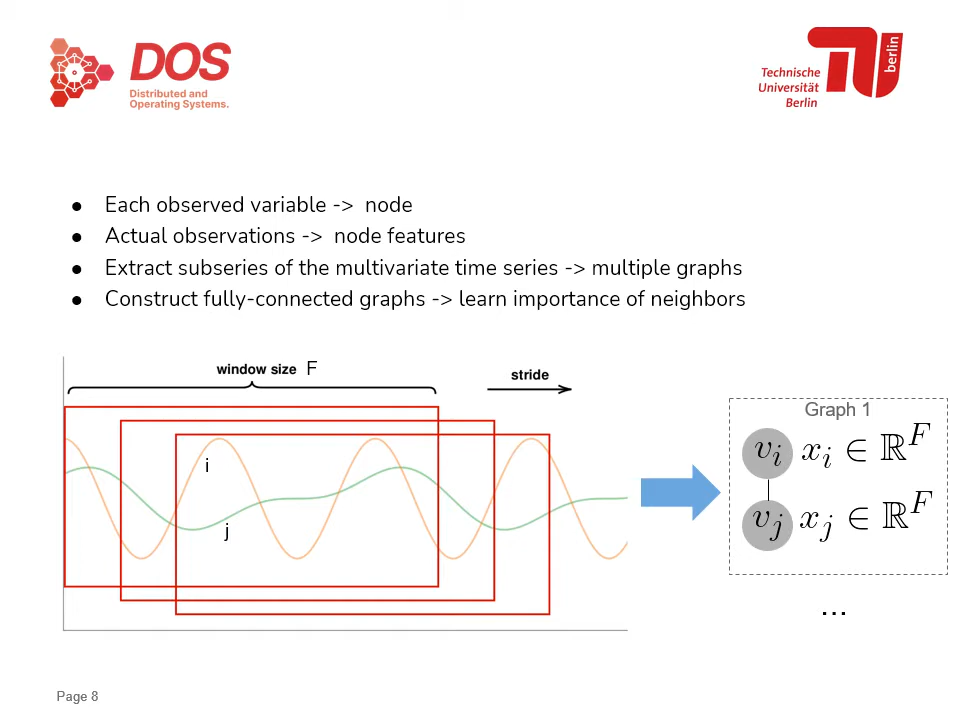 DOS
Distributed and
Operating Systems.
Technische
Universität
Berlin
berlin
● Each observed variable -> node
● Actual observations -> node features
● Extract subseries of the multivariate time series -> multiple graphs
● Construct fully-connected graphs -> learn importance of neighbors
window size F
stride
i
j
Graph 1
v_i x_i ∈ ℝ^F
v_j x_j ∈ ℝ^F
...
Page 8